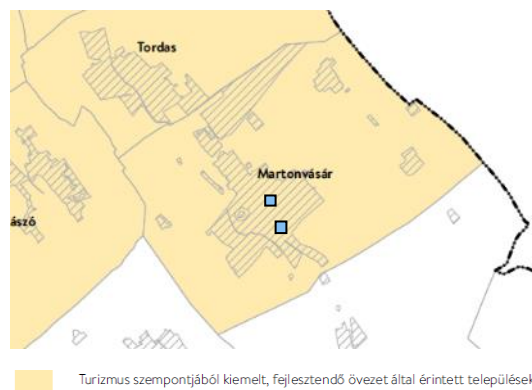 Tordas
Martonvásár
ászó
Turizmus szempontjából kiemelt, fejlesztendő övezet által érintett települések